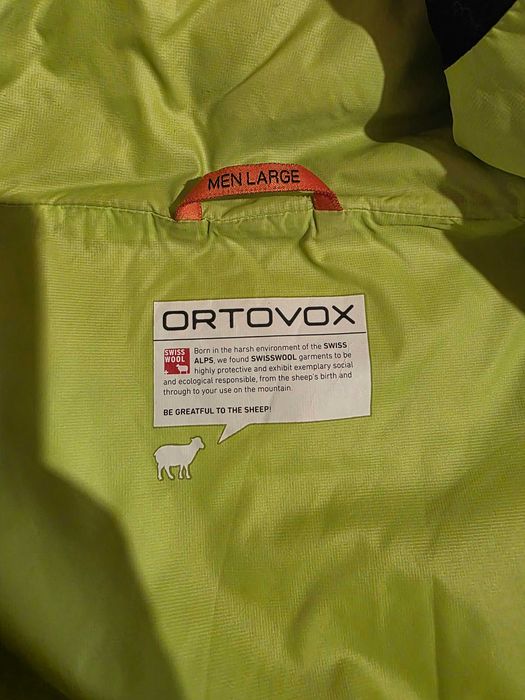 MEN LARGE
ORTOVOX
SWISS
WOOL
Born in the harsh environment of the SWISS
ALPS, we found SWISSWOOL garments to be
highly protective and exhibit exemplary social
and ecological responsible, from the sheep's birth and
through to your use on the mountain.
BE GREATFUL TO THE SHEEP!